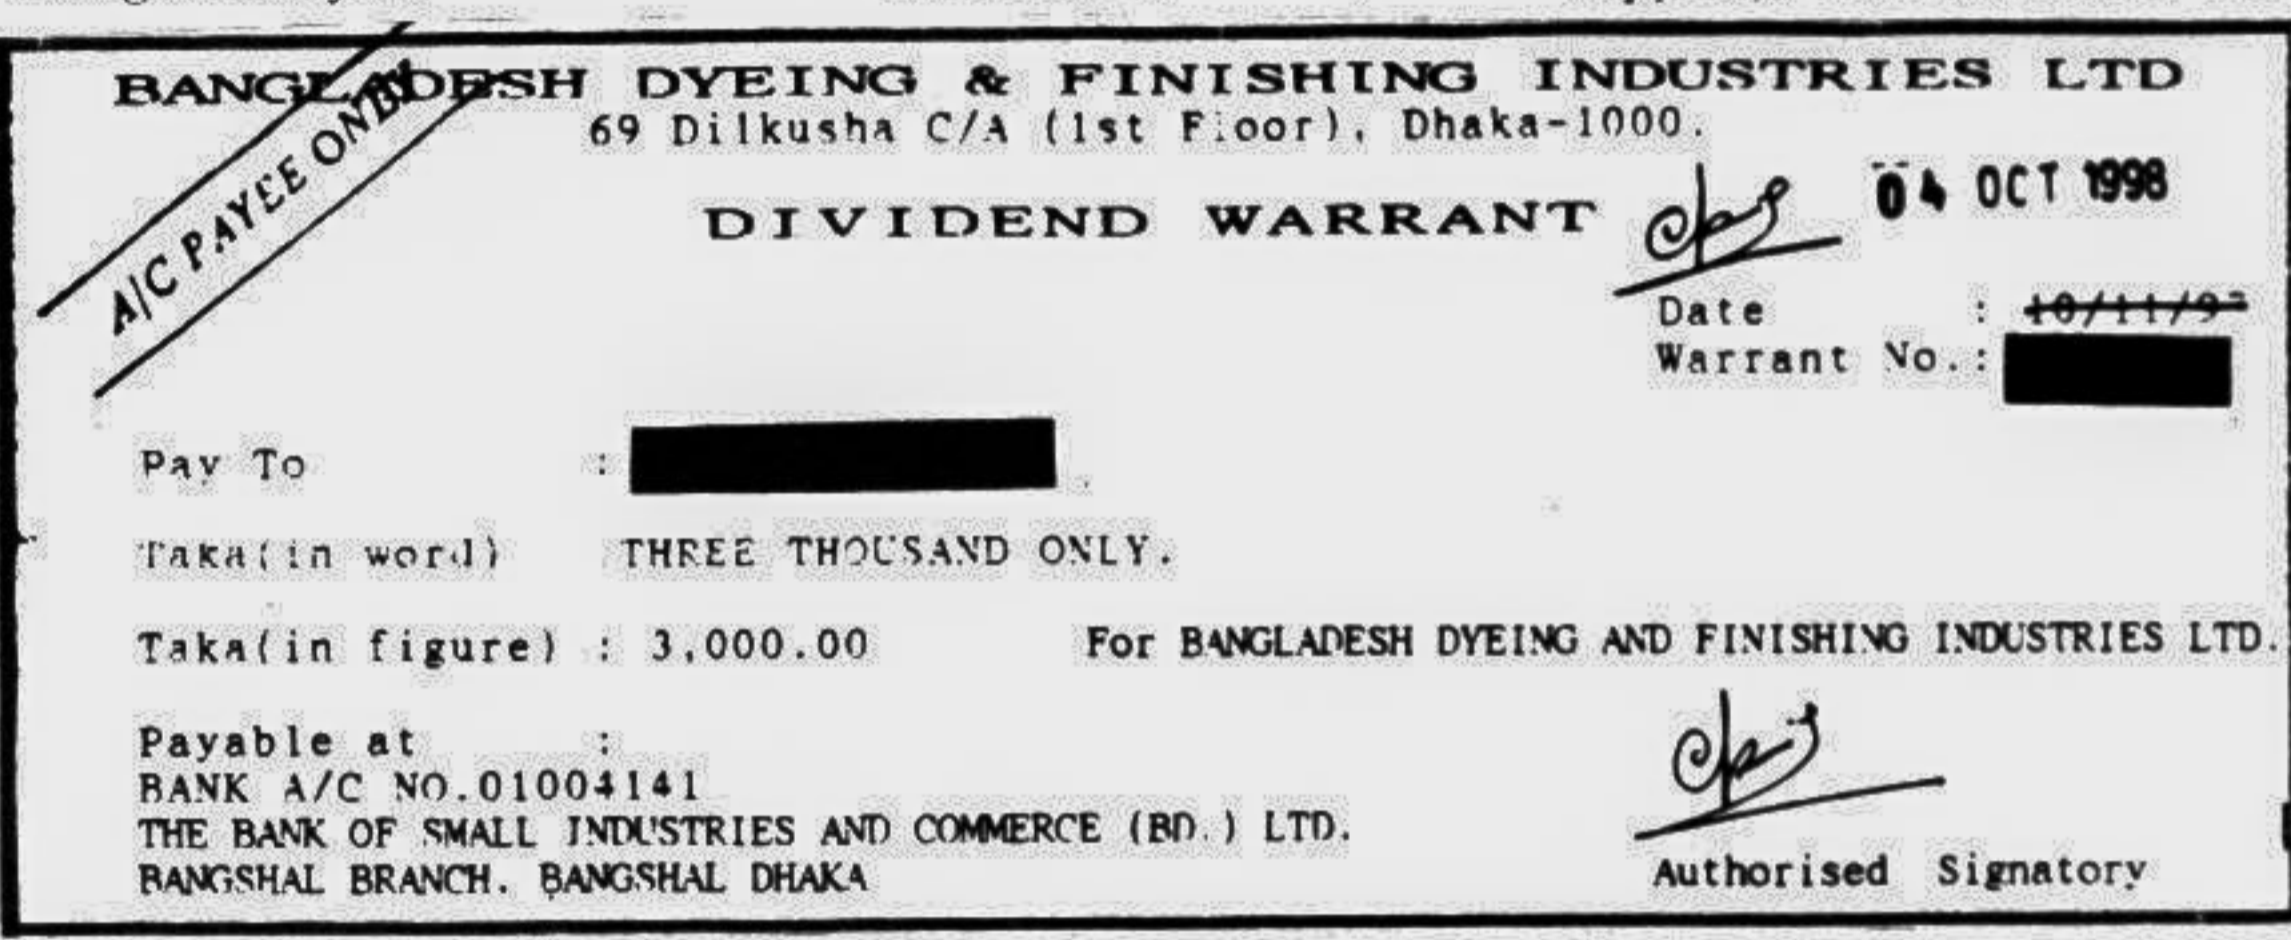 BANGLADESH DYEING & FINISHING INDUSTRIES LTD
69 Dilkusha C/A (1st Floor), Dhaka-1000.
A/C PAYEE ONLY
DIVIDEND WARRANT
04 OCT 1998
Date : 10/11/97
Warrant No. :
Pay To :
Taka(in word) THREE THOUSAND ONLY.
Taka(in figure) : 3,000.00 For BANGLADESH DYEING AND FINISHING INDUSTRIES LTD.
Payable at :
BANK A/C NO.01004141
THE BANK OF SMALL INDUSTRIES AND COMMERCE (BD.) LTD.
BANGSHAL BRANCH. BANGSHAL DHAKA
Authorised Signatory